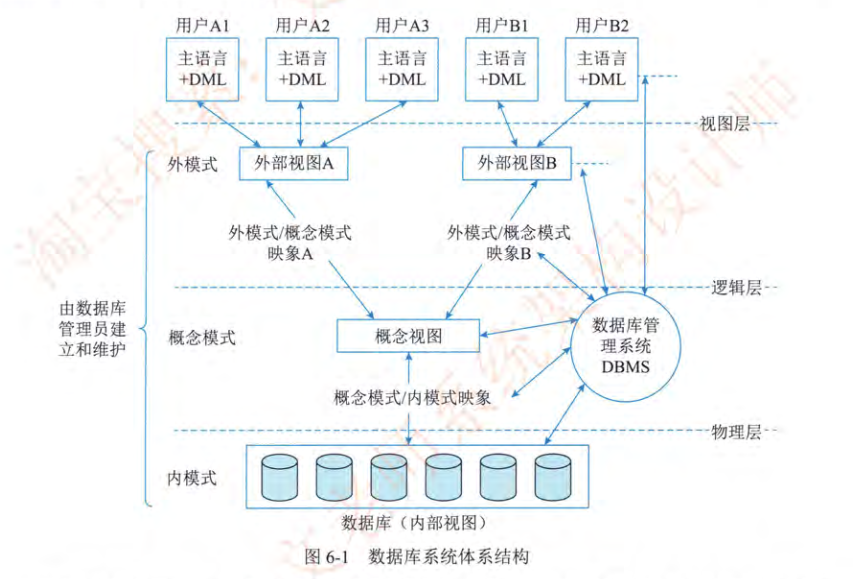 用户A1 用户A2 用户A3 用户B1 用户B2
主语言 主语言 主语言 主语言 主语言
+DML +DML +DML +DML +DML
视图层
外模式 外部视图A 外部视图B
外模式/概念模式 外模式/概念模式
映象A 映象B
逻辑层
由数据库
管理员建
立和维护
概念模式 概念视图
数据库管
理系统
DBMS
概念模式/内模式映象
物理层
内模式
数据库（内部视图）
图 6-1 数据库系统体系结构